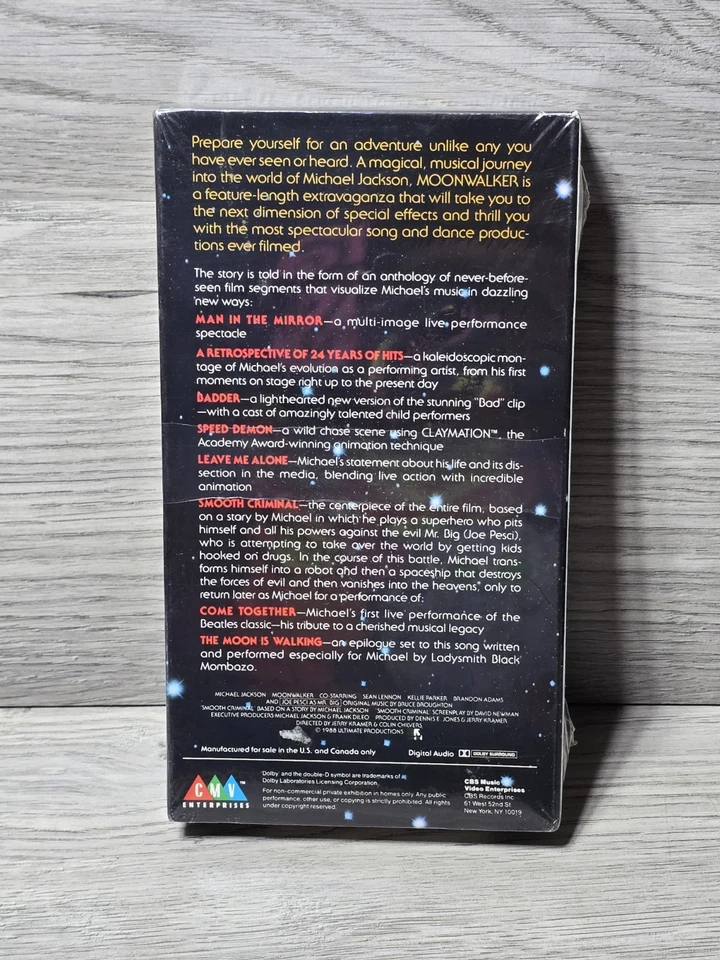 Prepare yourself for an adventure unlike any you
have ever seen or heard. A magical, musical journey
into the world of Michael Jackson, MOONWALKER is
a feature-length extravaganza that will take you to
the next dimension of special effects and thrill you
with the most spectacular song and dance produc-
tions ever filmed.
The story is told in the form of an anthology of never-before-
seen film segments that visualize Michael's music in dazzling
new ways:
MAN IN THE MIRROR—a multi-image live performance
spectacle
A RETROSPECTIVE OF 24 YEARS OF HITS—a kaleidoscopic mon-
tage of Michael's evolution as a performing artist, from his first
moments on stage right up to the present day
BADDER—a lighthearted new version of the stunning "Bad" clip
—with a cast of amazingly talented child performers
SPEED DEMON—a wild chase scene using CLAYMATION™, the
Academy Award-winning animation technique
LEAVE ME ALONE—Michael's statement about his life and its dis-
section in the media, blending live action with incredible
animation
SMOOTH CRIMINAL—the centerpiece of the entire film, based
on a story by Michael in which he plays a superhero who pits
himself and all his powers against the evil Mr. Big (Joe Pesci),
who is attempting to take over the world by getting kids
hooked on drugs. In the course of this battle, Michael trans-
forms himself into a robot and then a spaceship that destroys
the forces of evil and then vanishes into the heavens, only to
return later as Michael for a performance of:
COME TOGETHER—Michael's first live performance of the
Beatles classic—his tribute to a cherished musical legacy
THE MOON IS WALKING—an epilogue set to this song written
and performed especially for Michael by Ladysmith Black
Mombazo.
MICHAEL JACKSON MOONWALKER CO-STARRING SEAN LENNON KELLIE PARKER BRANDON ADAMS
AND JOE PESCI AS MR. BIG ORIGINAL MUSIC BY BRUCE BROUGHTON
"SMOOTH CRIMINAL" BASED ON A STORY BY MICHAEL JACKSON "SMOOTH CRIMINAL" SCREENPLAY BY DAVID NEWMAN
EXECUTIVE PRODUCERS MICHAEL JACKSON & FRANK DILEO PRODUCED BY DENNIS E. JONES & JERRY KRAMER
DIRECTED BY JERRY KRAMER & COLIN CHILVERS
© 1988 ULTIMATE PRODUCTIONS
Manufactured for sale in the U.S. and Canada only Digital Audio DOLBY SURROUND
CMV™
ENTERPRISES
'Dolby' and the double-D symbol are trademarks of
Dolby Laboratories Licensing Corporation.
For non-commercial private exhibition in homes only. Any public
performance, other use, or copying is strictly prohibited. All rights
under copyright reserved.
CBS Music
Video Enterprises
CBS Records Inc.
61 West 52nd St.
New York, NY 10019